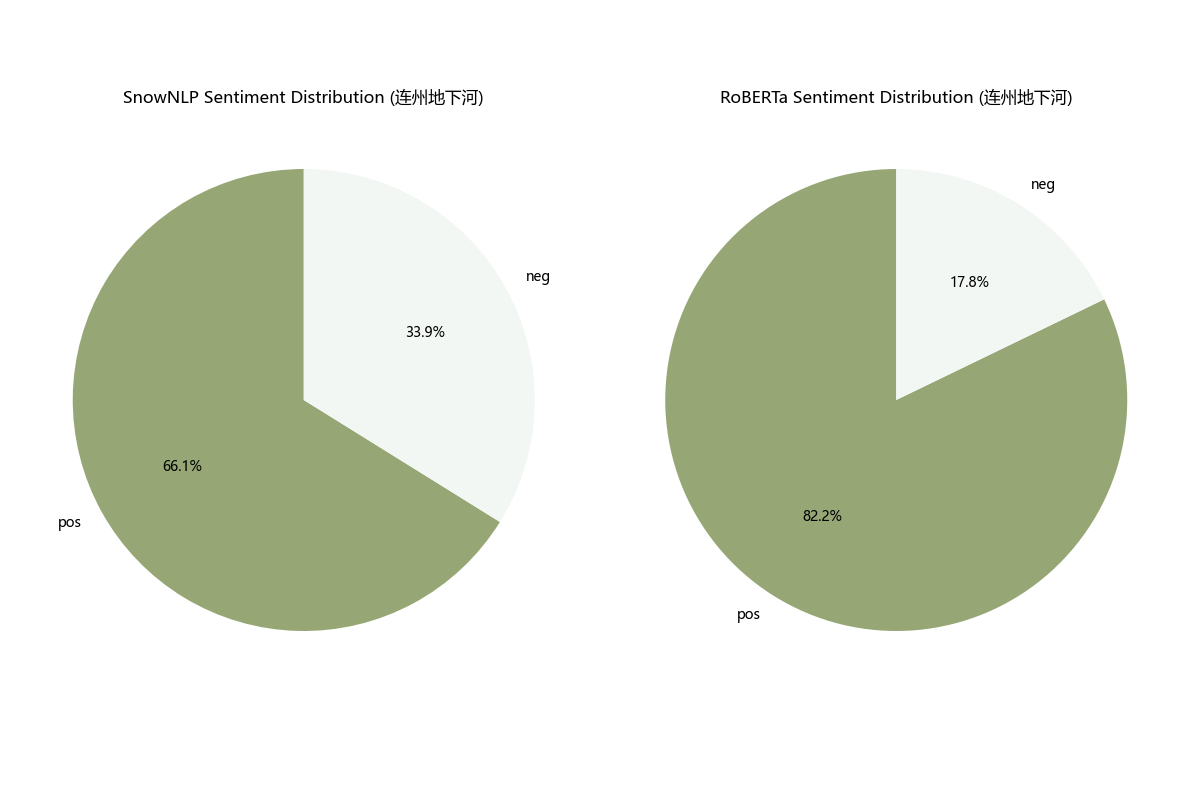 SnowNLP Sentiment Distribution (连州地下河)
neg
33.9%
66.1%
pos
RoBERTa Sentiment Distribution (连州地下河)
neg
17.8%
82.2%
pos